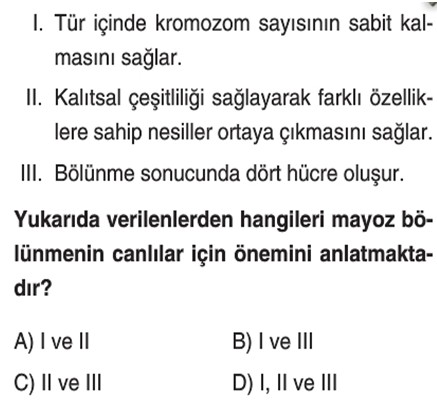 I. Tür içinde kromozom sayısının sabit kal-
masını sağlar.
II. Kalıtsal çeşitliliği sağlayarak farklı özellik-
lere sahip nesiller ortaya çıkmasını sağlar.
III. Bölünme sonucunda dört hücre oluşur.
Yukarıda verilenlerden hangileri mayoz bö-
lünmenin canlılar için önemini anlatmakta-
dır?
A) I ve II B) I ve III
C) II ve III D) I, II ve III